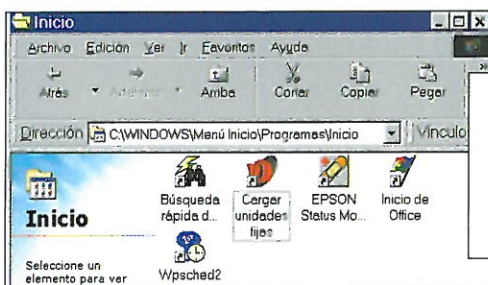 Inicio
Archivo Edición Ver Ir Favoritos Ayuda
Atrás Adelante Arriba Cortar Copiar Pegar
Dirección C:\WINDOWS\Menú Inicio\Programas\Inicio Vínculo
Inicio
Búsqueda rápida d...
Cargar unidades fijas
EPSON Status Mo...
Inicio de Office
Seleccione un elemento para ver
Wpsched2